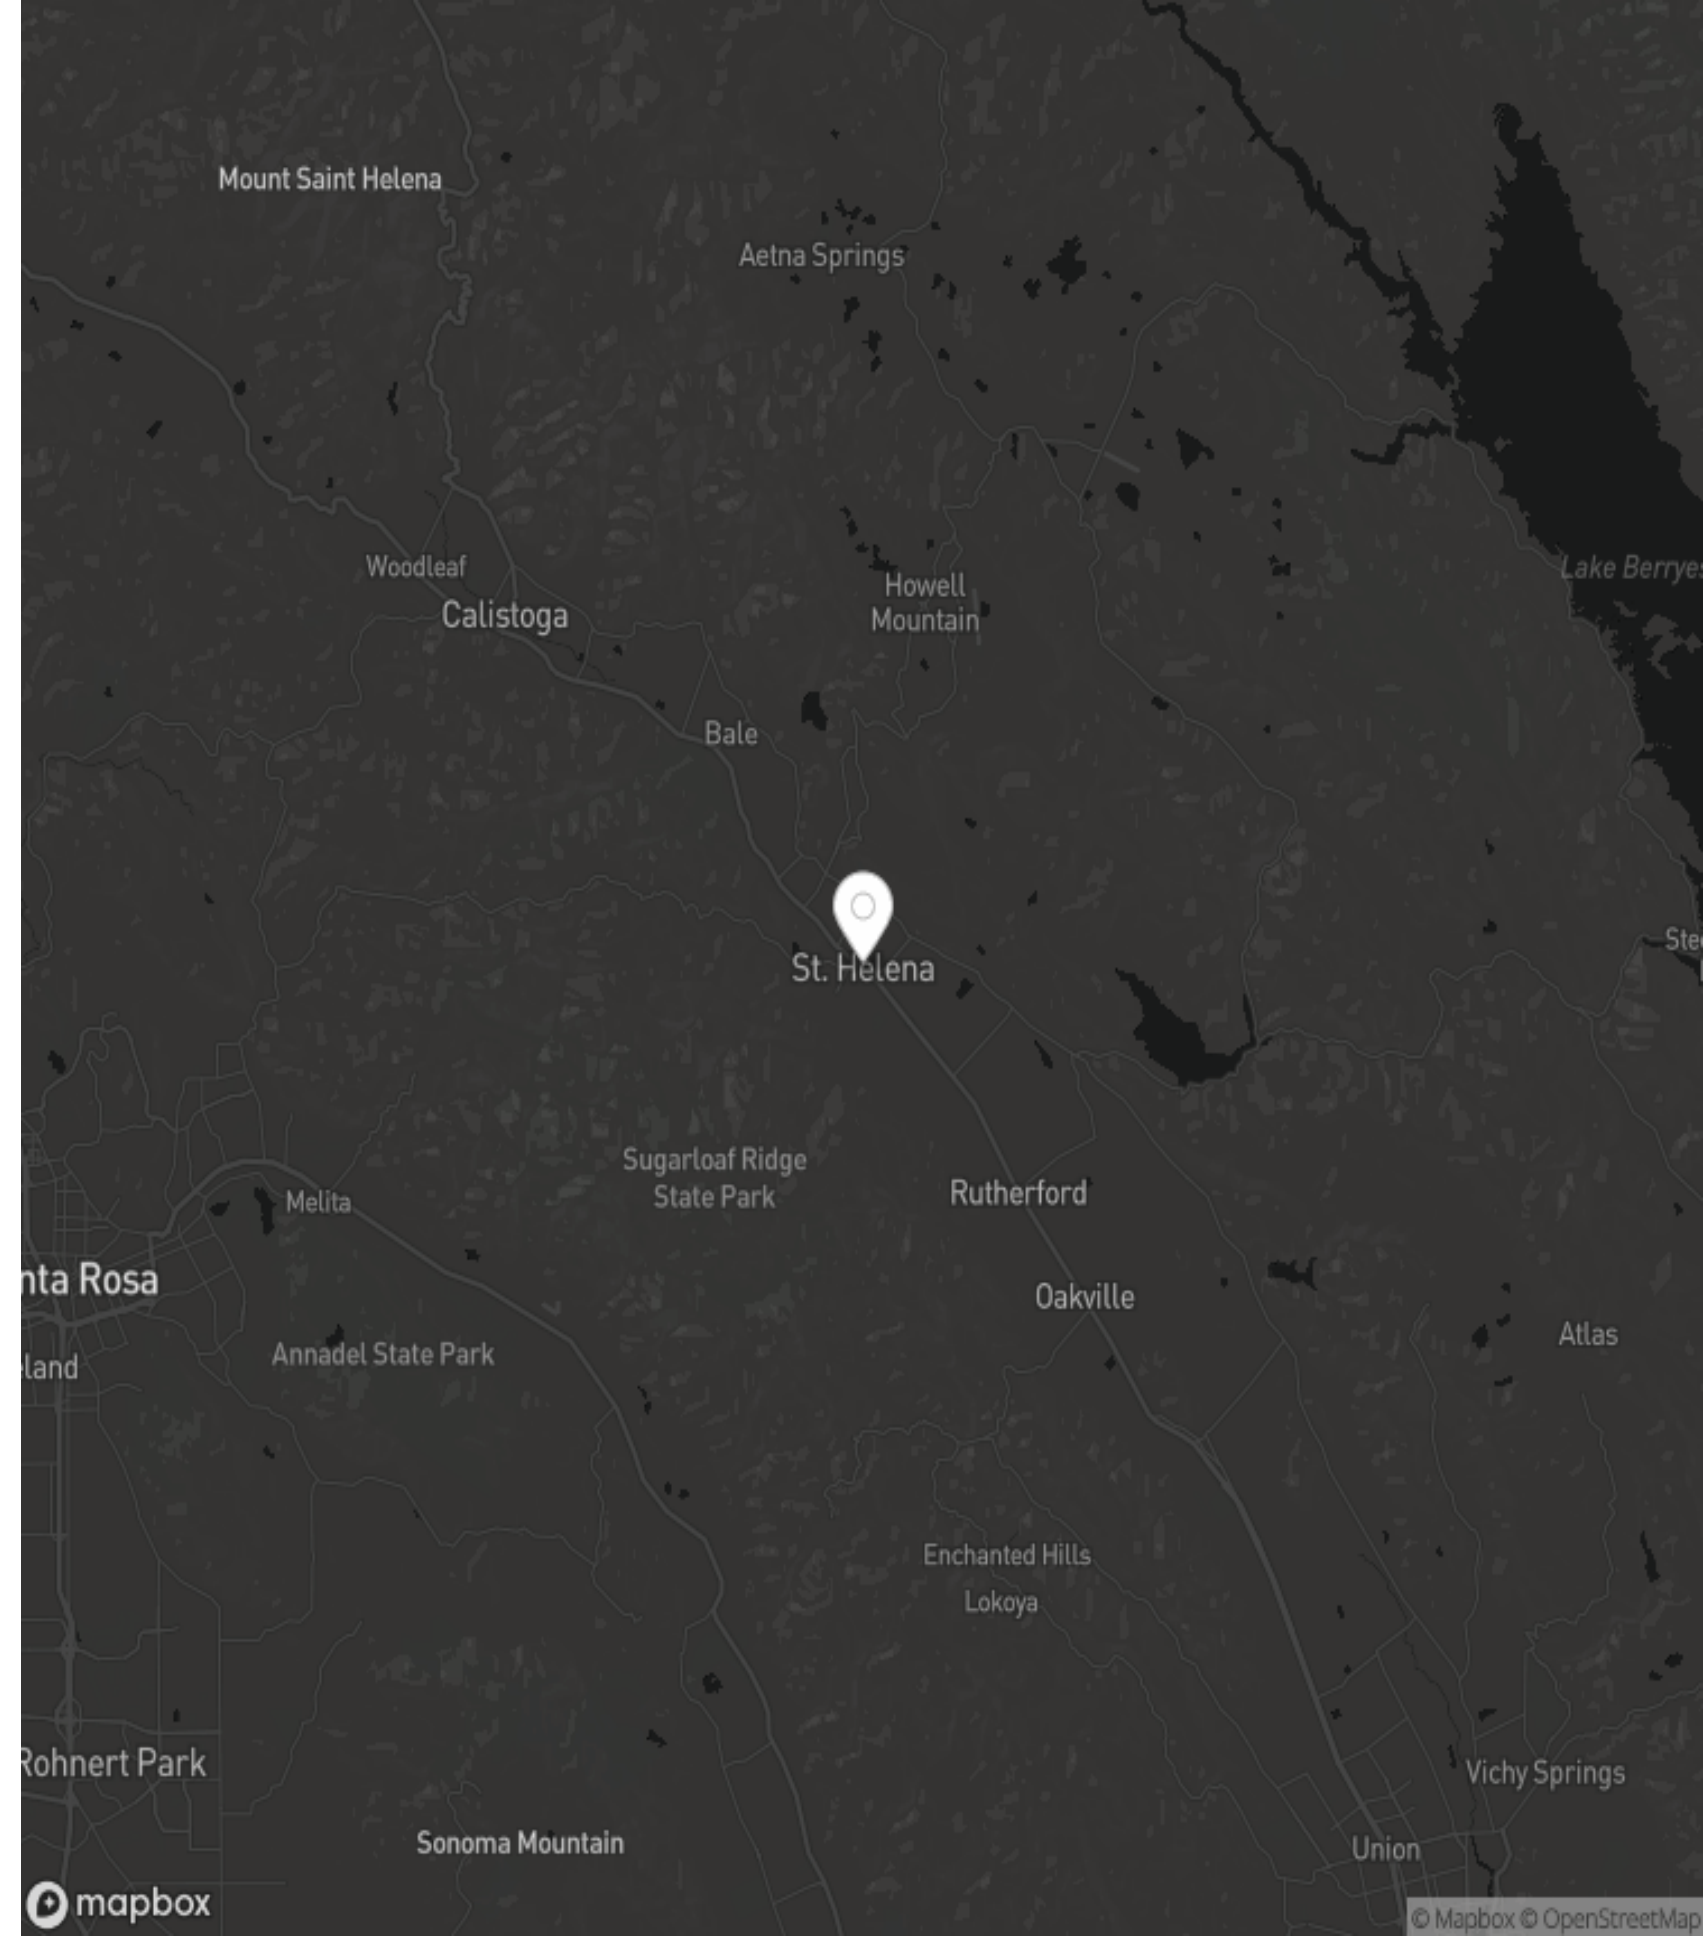 Mount Saint Helena
Aetna Springs
Woodleaf
Lake Berryes
Howell
Mountain
Calistoga
Bale
Stee
St. Helena
Sugarloaf Ridge
State Park
Rutherford
Melita
nta Rosa
Oakville
Atlas
Annadel State Park
eland
Enchanted Hills
Lokoya
Rohnert Park
Vichy Springs
Sonoma Mountain
Union
mapbox
© Mapbox © OpenStreetMap